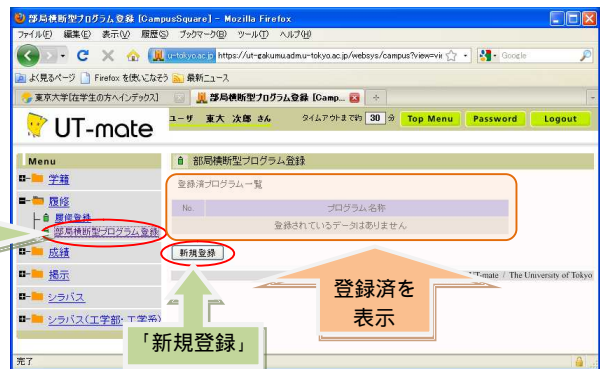 部局横断型プログラム登録 [CampusSquare] - Mozilla Firefox
ファイル(F) 編集(E) 表示(V) 履歴(S) ブックマーク(B) ツール(T) ヘルプ(H)
u-tokyo.ac.jp https://ut-gakumu.adm.u-tokyo.ac.jp/websys/campus?view=vi Google
よく見るページ Firefox を使いこなそう 最新ニュース
東京大学[在学生の方へインデックス] 部局横断型プログラム登録 [Camp...
UT-mate
ユーザ 東大 次郎 さん タイムアウトまで約 30 分 Top Menu Password Logout
Menu
学籍
履修
履修登録
部局横断型プログラム登録
成績
掲示
シラバス
シラバス(工学部・工学系)
部局横断型プログラム登録
登録済プログラム一覧
No. プログラム名称
登録されているデータはありません
新規登録
UT-mate / The University of Tokyo
登録済を
表示
「新規登録」
完了